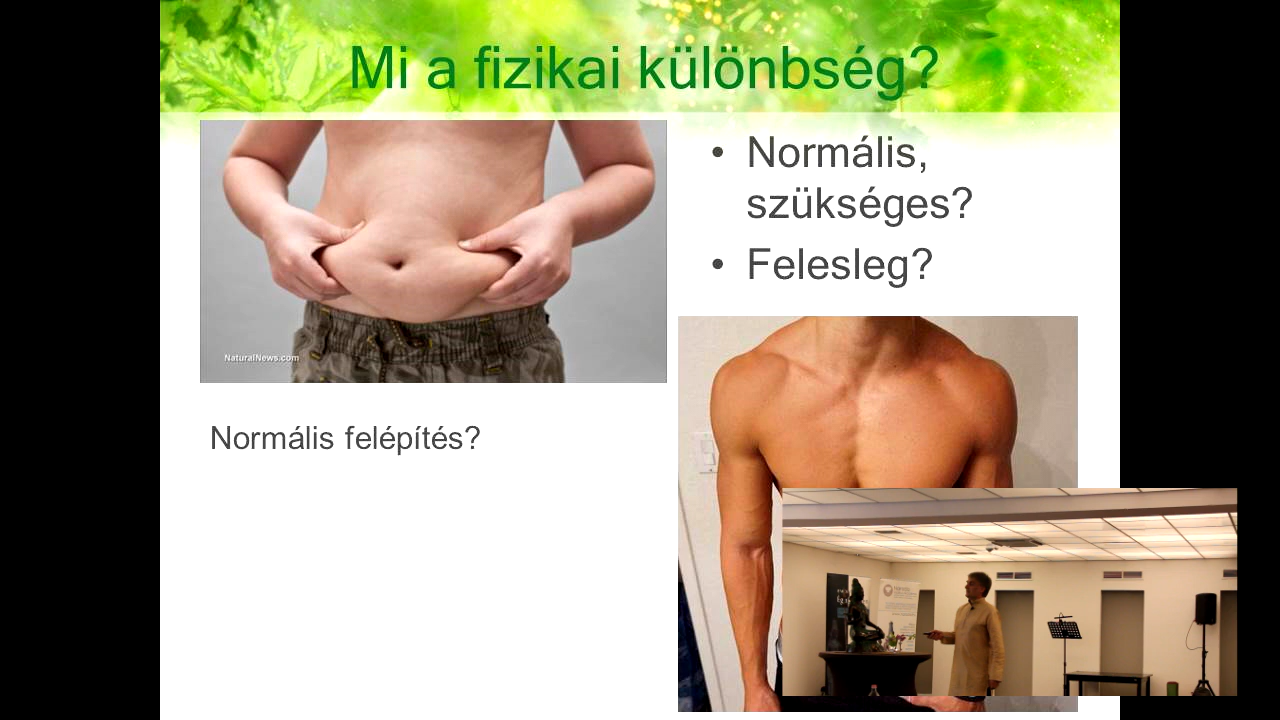 Mi a fizikai különbség?
• Normális,
szükséges?
• Felesleg?
NaturalNews.com
Normális felépítés?